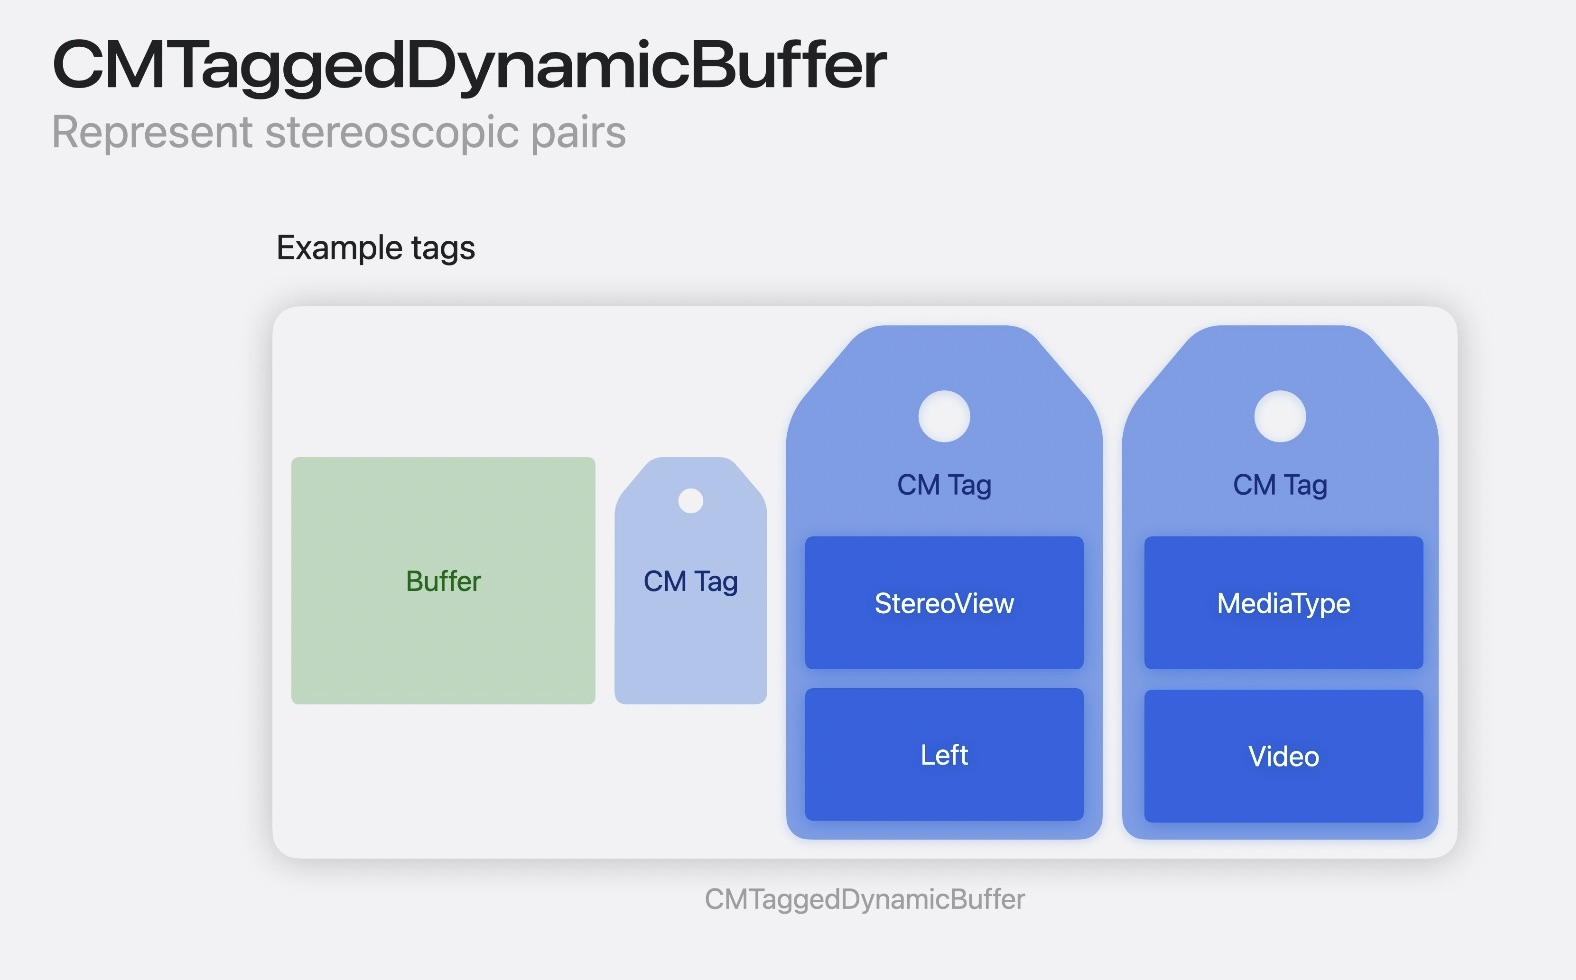 CMTaggedDynamicBuffer
Represent stereoscopic pairs
Example tags
Buffer
CM Tag
CM Tag
StereoView
Left
CM Tag
MediaType
Video
CMTaggedDynamicBuffer